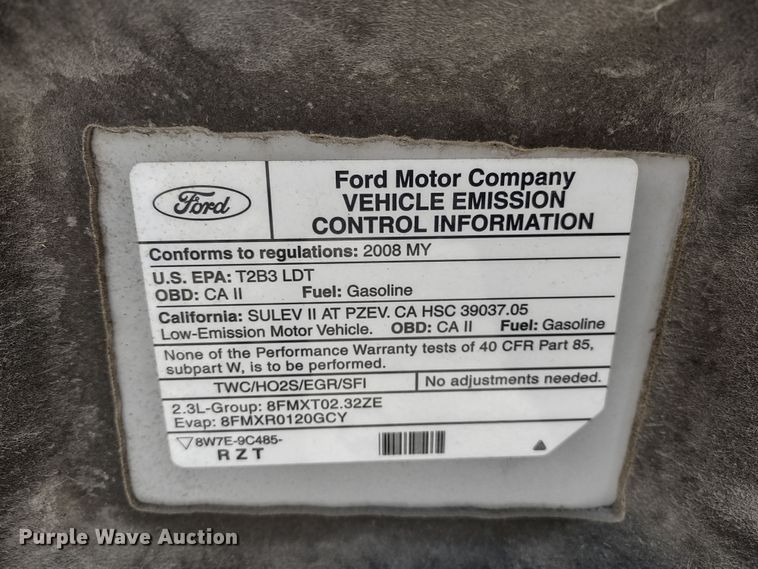 Ford
Ford Motor Company
VEHICLE EMISSION
CONTROL INFORMATION
Conforms to regulations: 2008 MY
U.S. EPA: T2B3 LDT
OBD: CA II Fuel: Gasoline
California: SULEV II AT PZEV. CA HSC 39037.05
Low-Emission Motor Vehicle. OBD: CA II Fuel: Gasoline
None of the Performance Warranty tests of 40 CFR Part 85,
subpart W, is to be performed.
TWC/HO2S/EGR/SFI No adjustments needed.
2.3L-Group: 8FMXT02.32ZE
Evap: 8FMXR0120GCY
8W7E-9C485-
R Z T
Purple Wave Auction